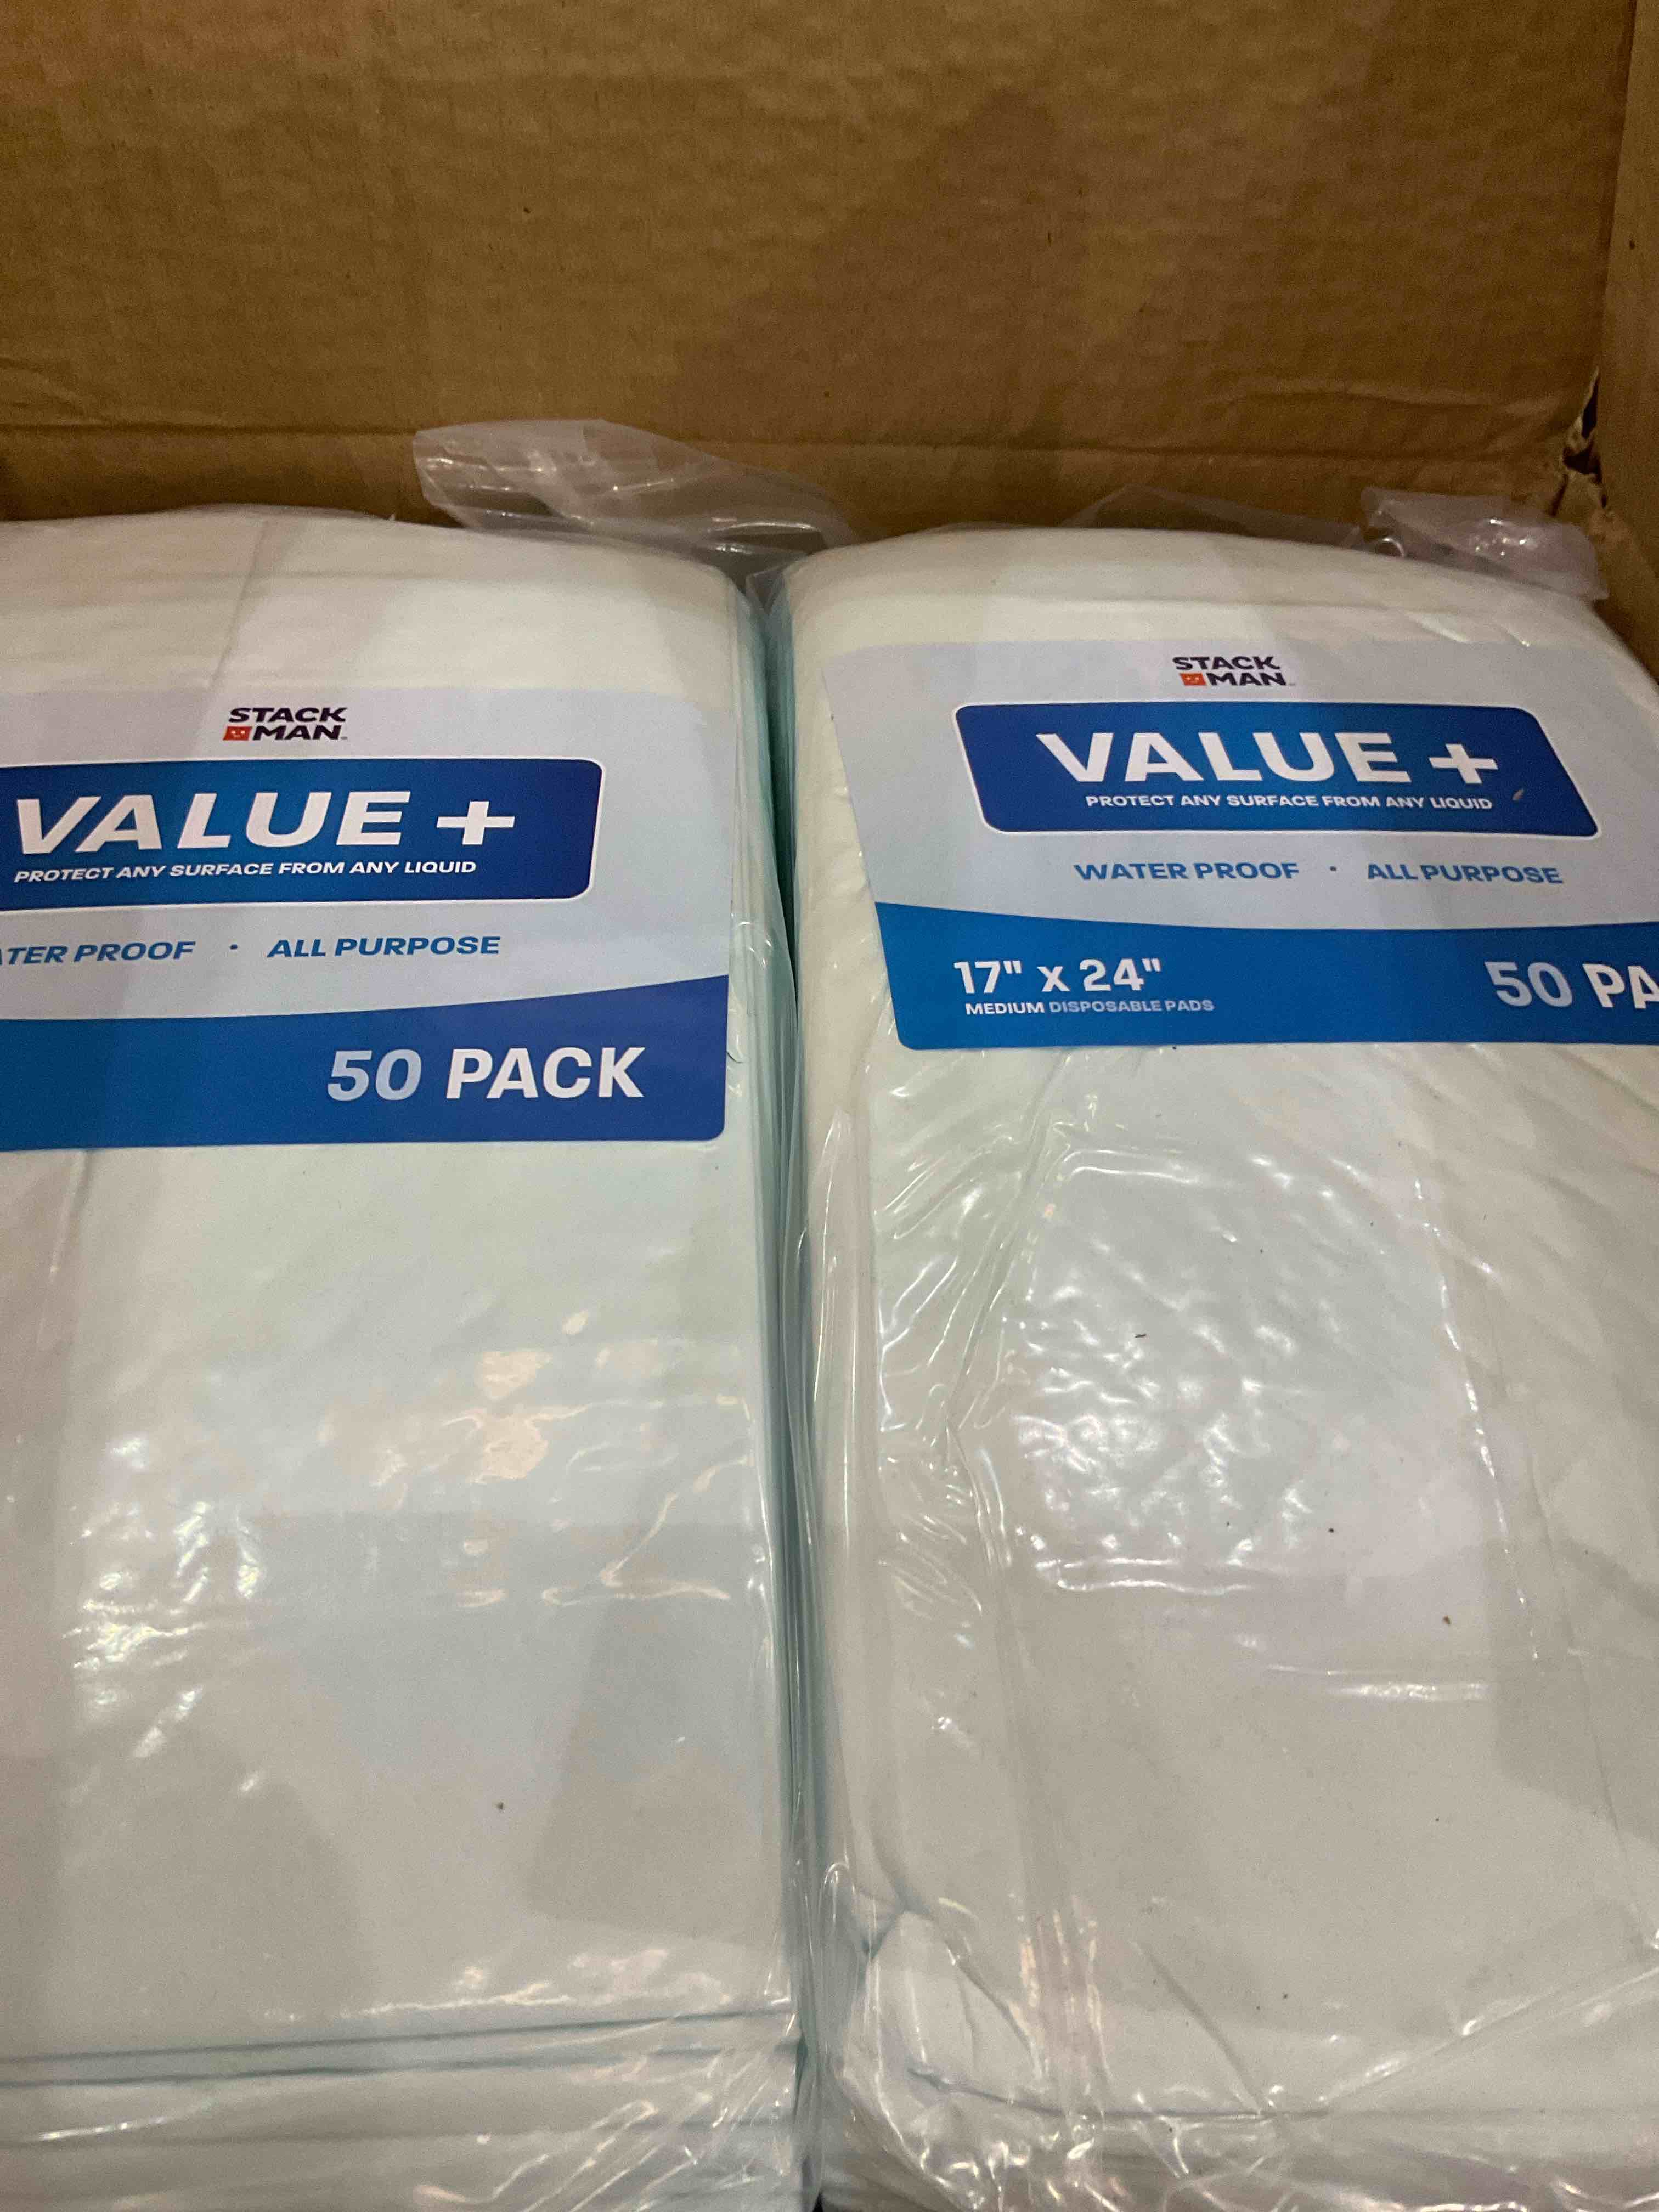 STACK
MAN
VALUE +
PROTECT ANY SURFACE FROM ANY LIQUID
PROOF · ALL PURPOSE
50 PACK
STACK
MAN
VALUE +
PROTECT ANY SURFACE FROM ANY LIQUID
WATER PROOF · ALL PURPOSE
17" x 24"
MEDIUM DISPOSABLE PADS
50 PA